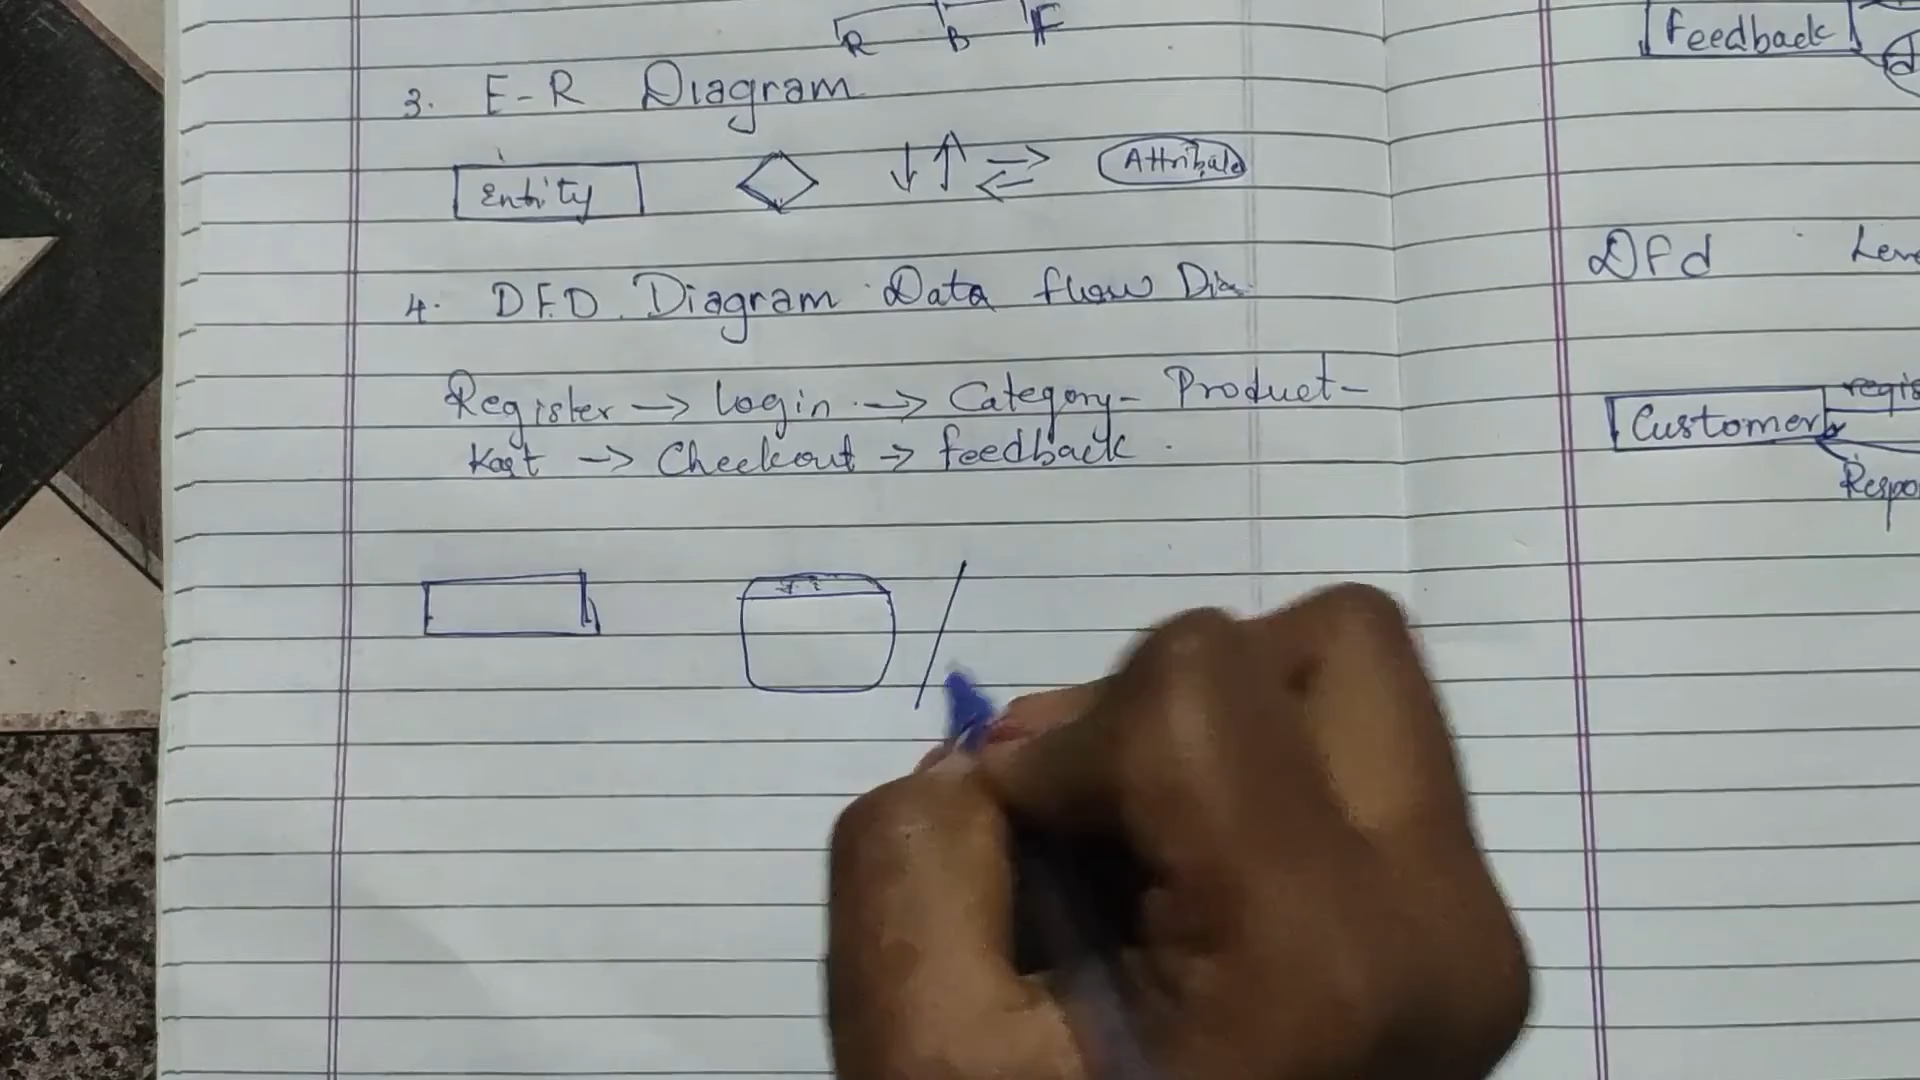 R B F
3. E-R Diagram
Entity Attribute
4. D.F.D. Diagram Data flow Dia
Register → Login → Category - Product -
Kart → Checkout → feedback.
feedback
DFd
Customer